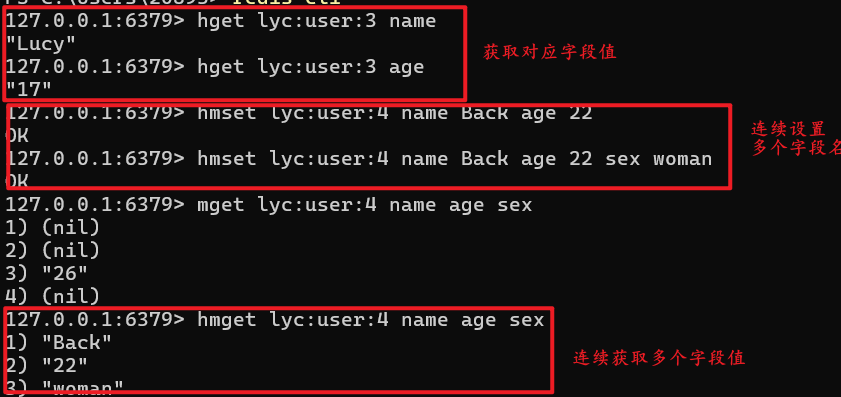 127.0.0.1:6379> hget lyc:user:3 name
"Lucy"
127.0.0.1:6379> hget lyc:user:3 age
"17"
获取对应字段值
127.0.0.1:6379> hmset lyc:user:4 name Back age 22
OK
127.0.0.1:6379> hmset lyc:user:4 name Back age 22 sex woman
OK
连续设置
多个字段名
127.0.0.1:6379> mget lyc:user:4 name age sex
1) (nil)
2) (nil)
3) "26"
4) (nil)
127.0.0.1:6379> hmget lyc:user:4 name age sex
1) "Back"
2) "22"
3) "woman"
连续获取多个字段值